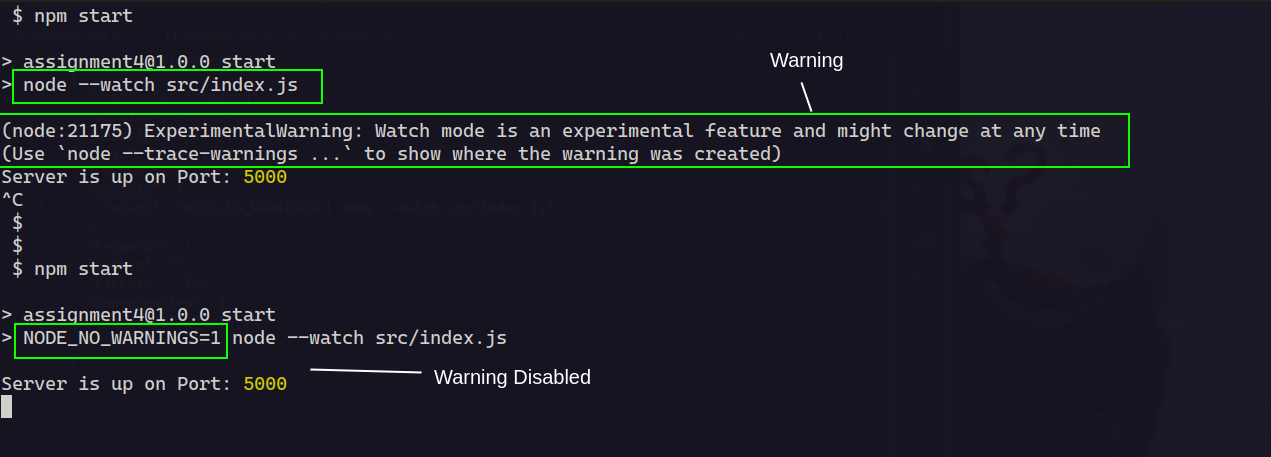 $ npm start
> assignment4@1.0.0 start
Warning
> node --watch src/index.js
(node:21175) ExperimentalWarning: Watch mode is an experimental feature and might change at any time
(Use `node --trace-warnings ...` to show where the warning was created)
Server is up on Port: 5000
^C
$
$
$ npm start
> assignment4@1.0.0 start
> NODE_NO_WARNINGS=1 node --watch src/index.js
Warning Disabled
Server is up on Port: 5000